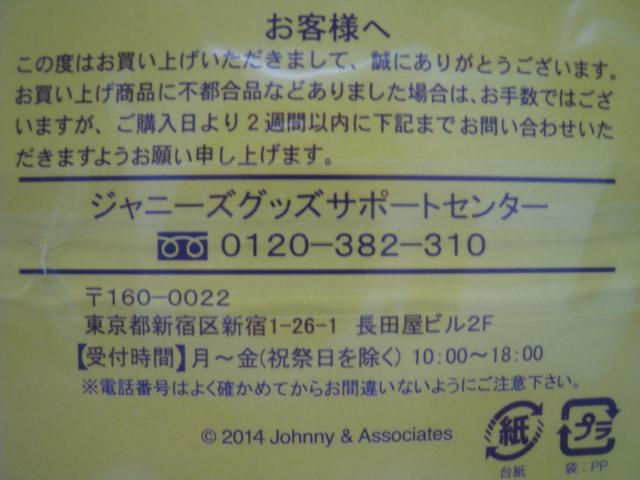 お客様へ
この度はお買い上げいただきまして、誠にありがとうございます。
お買い上げ商品に不都合品などありました場合は、お手数ではござ
いますが、ご購入日より2週間以内に下記までお問い合わせいた
だきますようお願い申し上げます。
ジャニーズグッズサポートセンター
0120-382-310
〒160-0022
東京都新宿区新宿1-26-1 長田屋ビル2F
【受付時間】月〜金(祝祭日を除く) 10:00〜18:00
※電話番号はよく確かめてからお間違いないようにご注意下さい。
© 2014 Johnny & Associates
紙
台紙
プラ
袋：PP